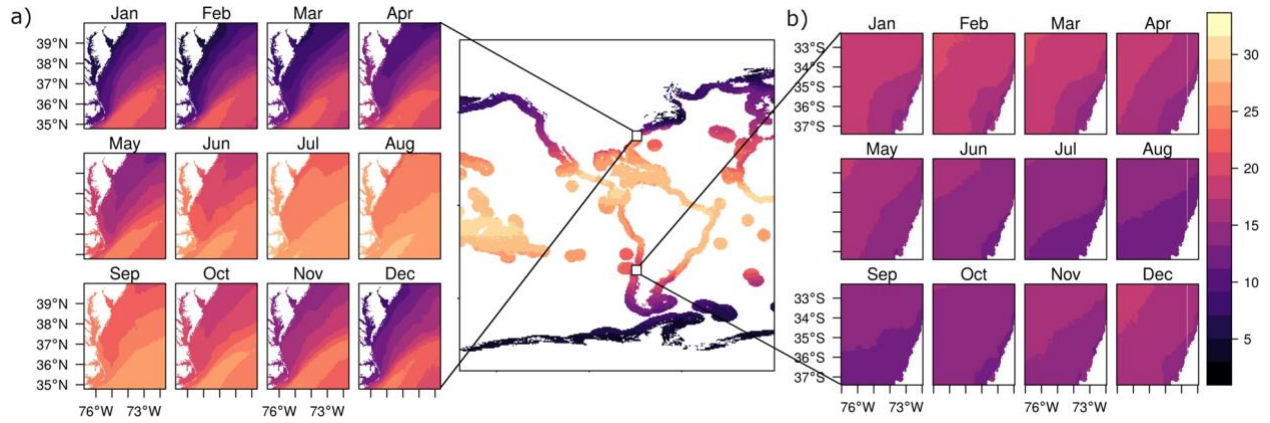 a)
Jan Feb Mar Apr
39°N
38°N
37°N
36°N
35°N
May Jun Jul Aug
Sep Oct Nov Dec
39°N
38°N
37°N
36°N
35°N
76°W 73°W 76°W 73°W
b)
Jan Feb Mar Apr
33°S
34°S
35°S
36°S
37°S
May Jun Jul Aug
Sep Oct Nov Dec
33°S
34°S
35°S
36°S
37°S
76°W 73°W 76°W 73°W
30
25
20
15
10
5